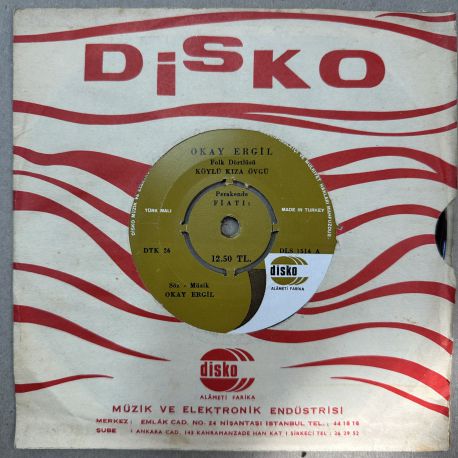 DiSKO
OKAY ERGİL
Folk Dörtlüsü
KÖYLÜ KIZA ÖVGÜ
Perakende
FİATI:
TÜRK MALI
MADE IN TURKEY
DTK 26
12.50 TL.
DLS 1514 A
Söz - Müzik
OKAY ERGİL
disko
ALÂMETİ FARİKA
disko
ALÂMETİ FARİKA
MÜZİK VE ELEKTRONİK ENDÜSTRİSİ
MERKEZ: EMLÂK CAD. NO. 24 NİŞANTAŞI İSTANBUL TEL.: 44 18 18
ŞUBE : ANKARA CAD. 143 KAHRAMANZADE HAN KAT 1 SİRKECİ TEL.: 26 29 52